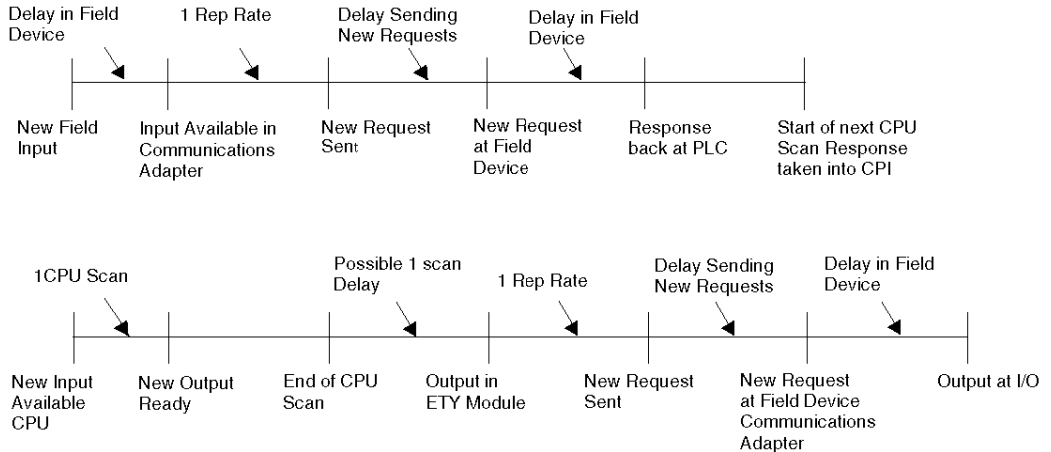 Delay in Field
Device
1 Rep Rate
Delay Sending
New Requests
Delay in Field
Device
New Field
Input
Input Available in
Communications
Adapter
New Request
Sent
New Request
at Field
Device
Response
back at PLC
Start of next CPU
Scan Response
taken into CPI
1CPU Scan
Possible 1 scan
Delay
1 Rep Rate
Delay Sending
New Requests
Delay in Field
Device
New Input
Available
CPU
New Output
Ready
End of CPU
Scan
Output in
ETY Module
New Request
Sent
New Request
at Field Device
Communications
Adapter
Output at I/O